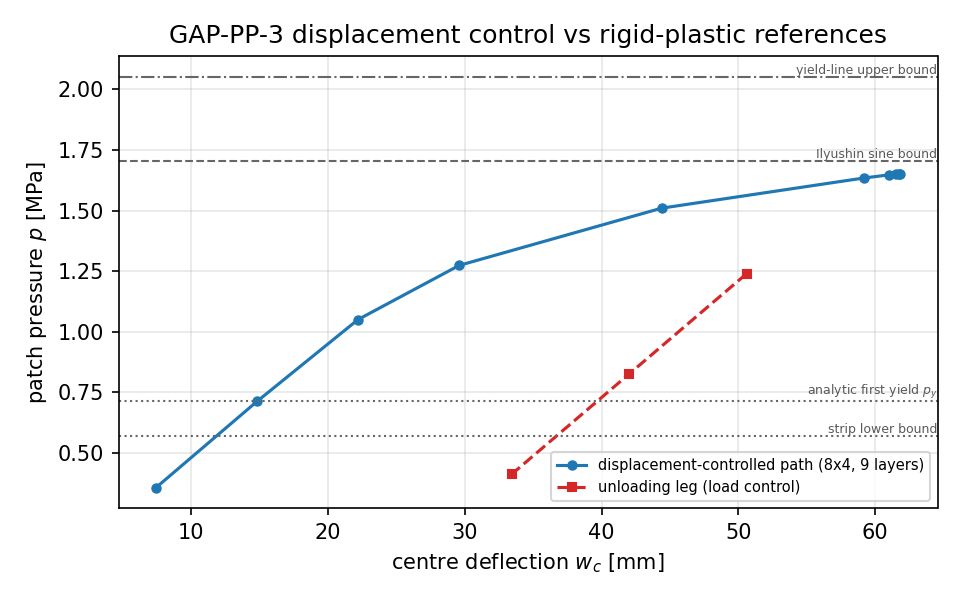 GAP-PP-3 displacement control vs rigid-plastic references
patch pressure p [MPa]
2.00
1.75
1.50
1.25
1.00
0.75
0.50
yield-line upper bound
Ilyushin sine bound
analytic first yield p_y
strip lower bound
displacement-controlled path (8x4, 9 layers)
unloading leg (load control)
10 20 30 40 50 60
centre deflection w_c [mm]